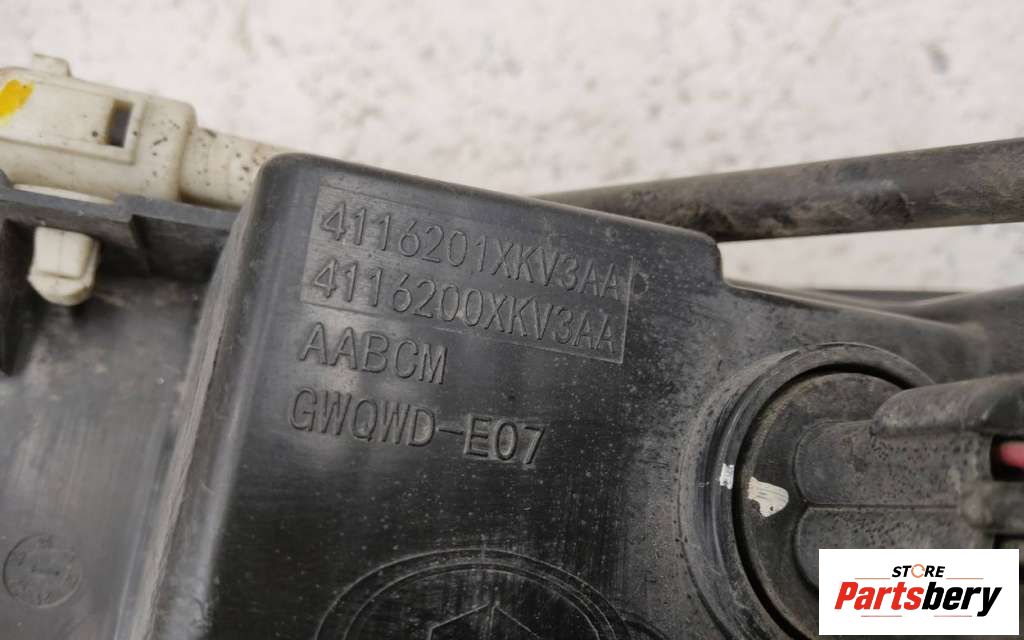 4116201XKV3AA
4116200XKV3AA
AABCM
GWQWD-E07
STORE
Partsbery